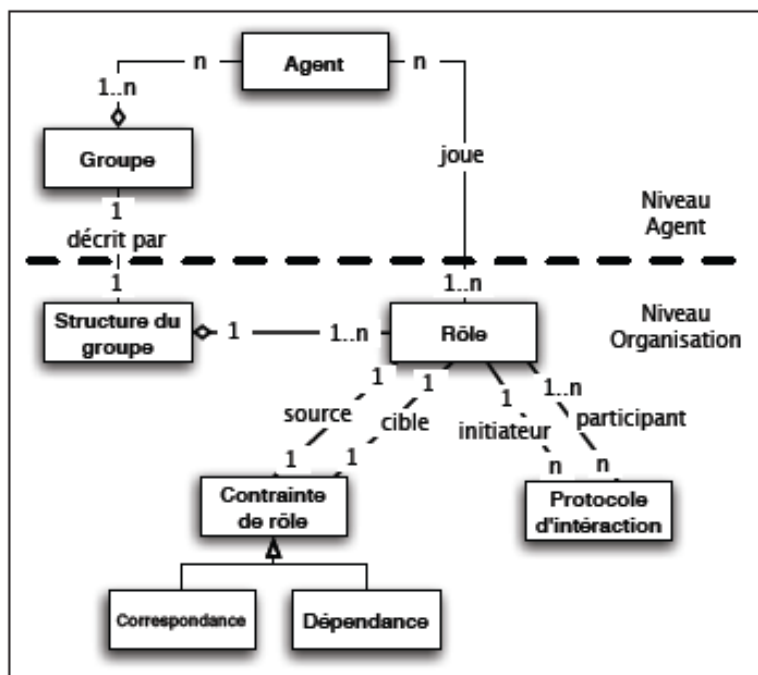 Agent
n
n
1..n
Groupe
joue
1
Niveau
Agent
décrit par
1
1..n
Structure du
groupe
1
1..n
Rôle
Niveau
Organisation
1
1
1
1..n
source
cible
initiateur
participant
1
1
n
n
Contrainte
de rôle
Protocole
d'intéraction
Correspondance
Dépendance